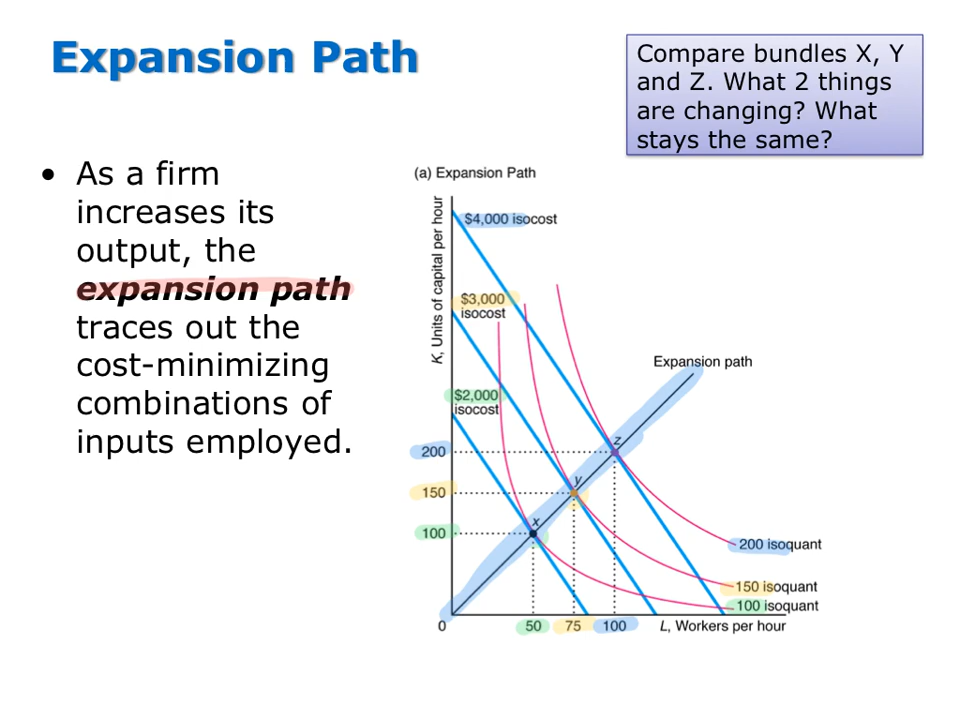 Expansion Path
Compare bundles X, Y
and Z. What 2 things
are changing? What
stays the same?
• As a firm
increases its
output, the
expansion path
traces out the
cost-minimizing
combinations of
inputs employed.
(a) Expansion Path
K, Units of capital per hour
$4,000 isocost
$3,000
isocost
$2,000
isocost
Expansion path
200
150
100
z
y
x
200 isoquant
150 isoquant
100 isoquant
0
50
75
100
L, Workers per hour